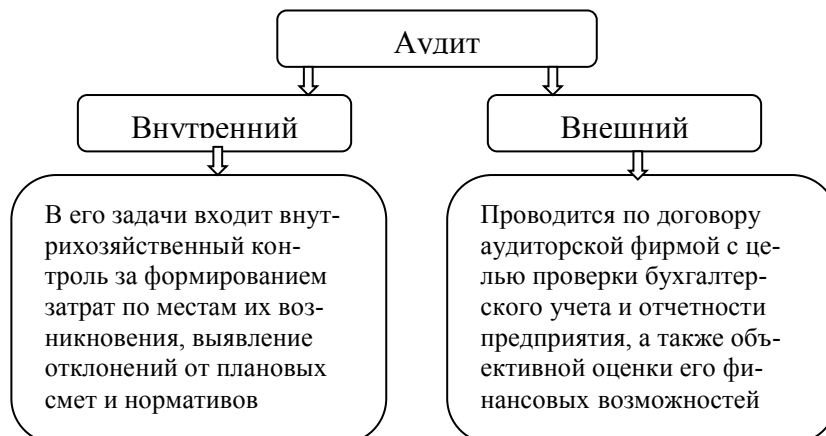 Аудит
Внутренний
Внешний
В его задачи входит внут-
рихозяйственный кон-
троль за формированием
затрат по местам их воз-
никновения, выявление
отклонений от плановых
смет и нормативов
Проводится по договору
аудиторской фирмой с це-
лью проверки бухгалтер-
ского учета и отчетности
предприятия, а также объ-
ективной оценки его фи-
нансовых возможностей